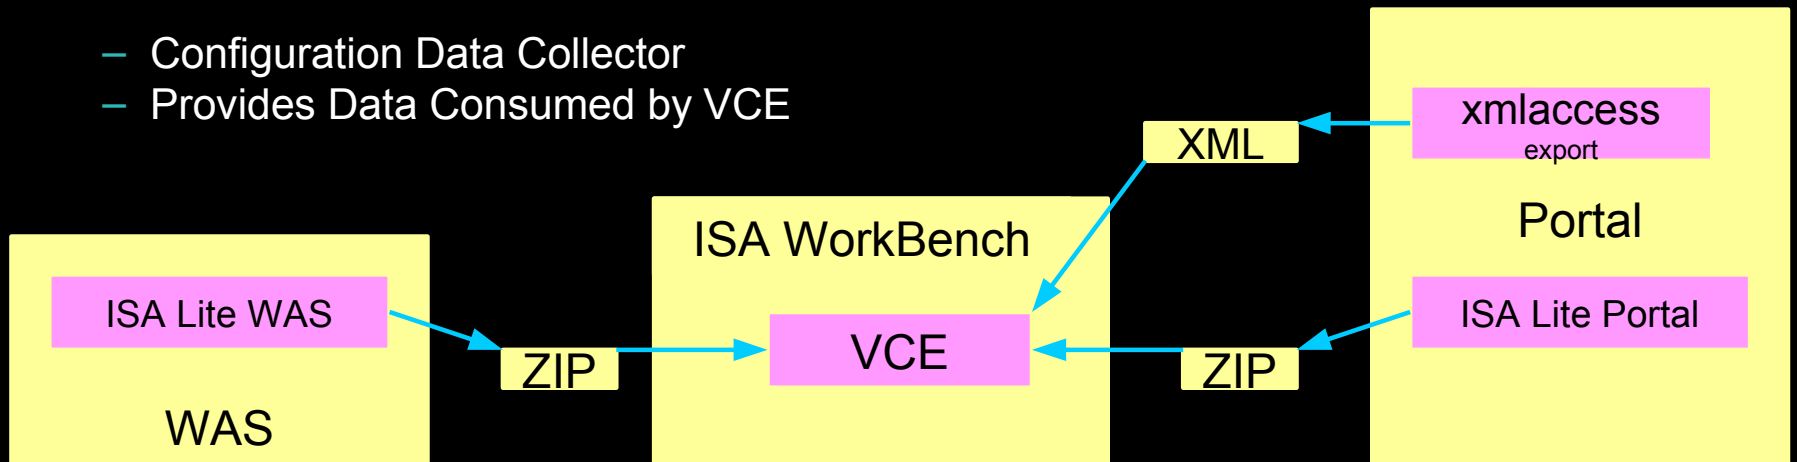 – Configuration Data Collector
– Provides Data Consumed by VCE
xmlaccess
export
XML
Portal
ISA WorkBench
ISA Lite WAS
ISA Lite Portal
VCE
ZIP
ZIP
WAS